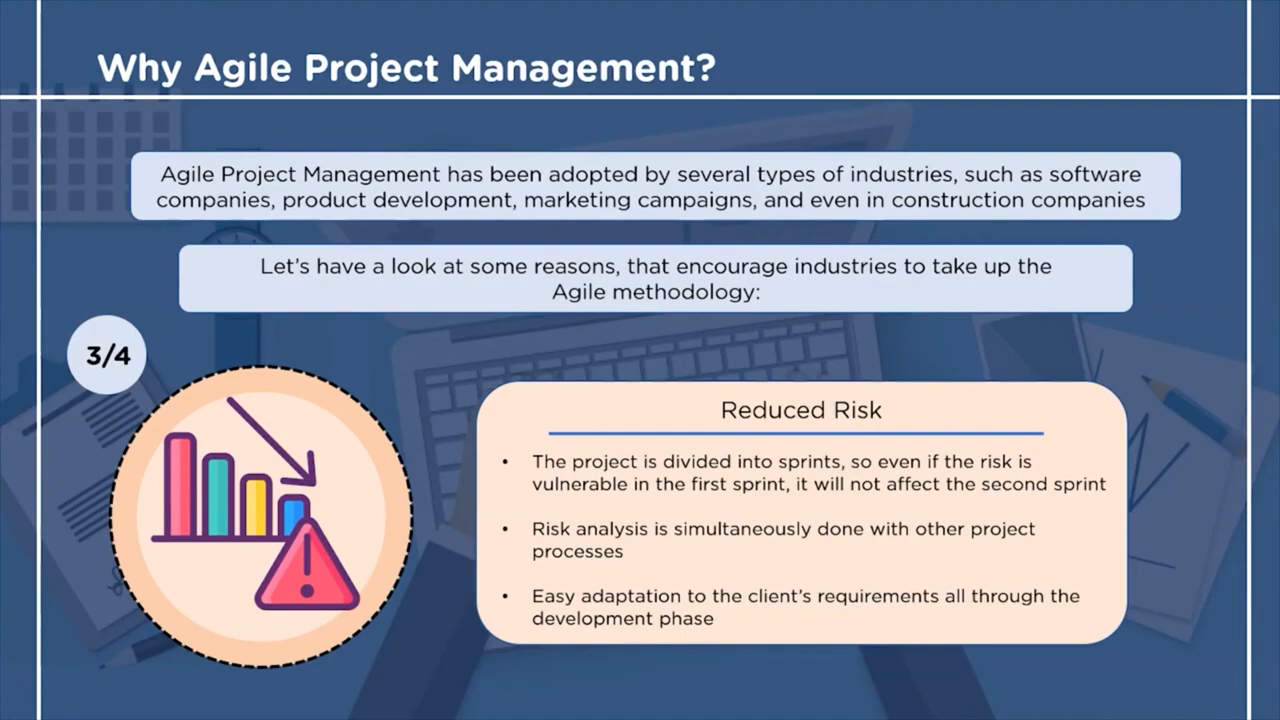 Why Agile Project Management?
Agile Project Management has been adopted by several types of industries, such as software
companies, product development, marketing campaigns, and even in construction companies
Let's have a look at some reasons, that encourage industries to take up the
Agile methodology:
3/4
Reduced Risk
• The project is divided into sprints, so even if the risk is
vulnerable in the first sprint, it will not affect the second sprint
• Risk analysis is simultaneously done with other project
processes
• Easy adaptation to the client's requirements all through the
development phase